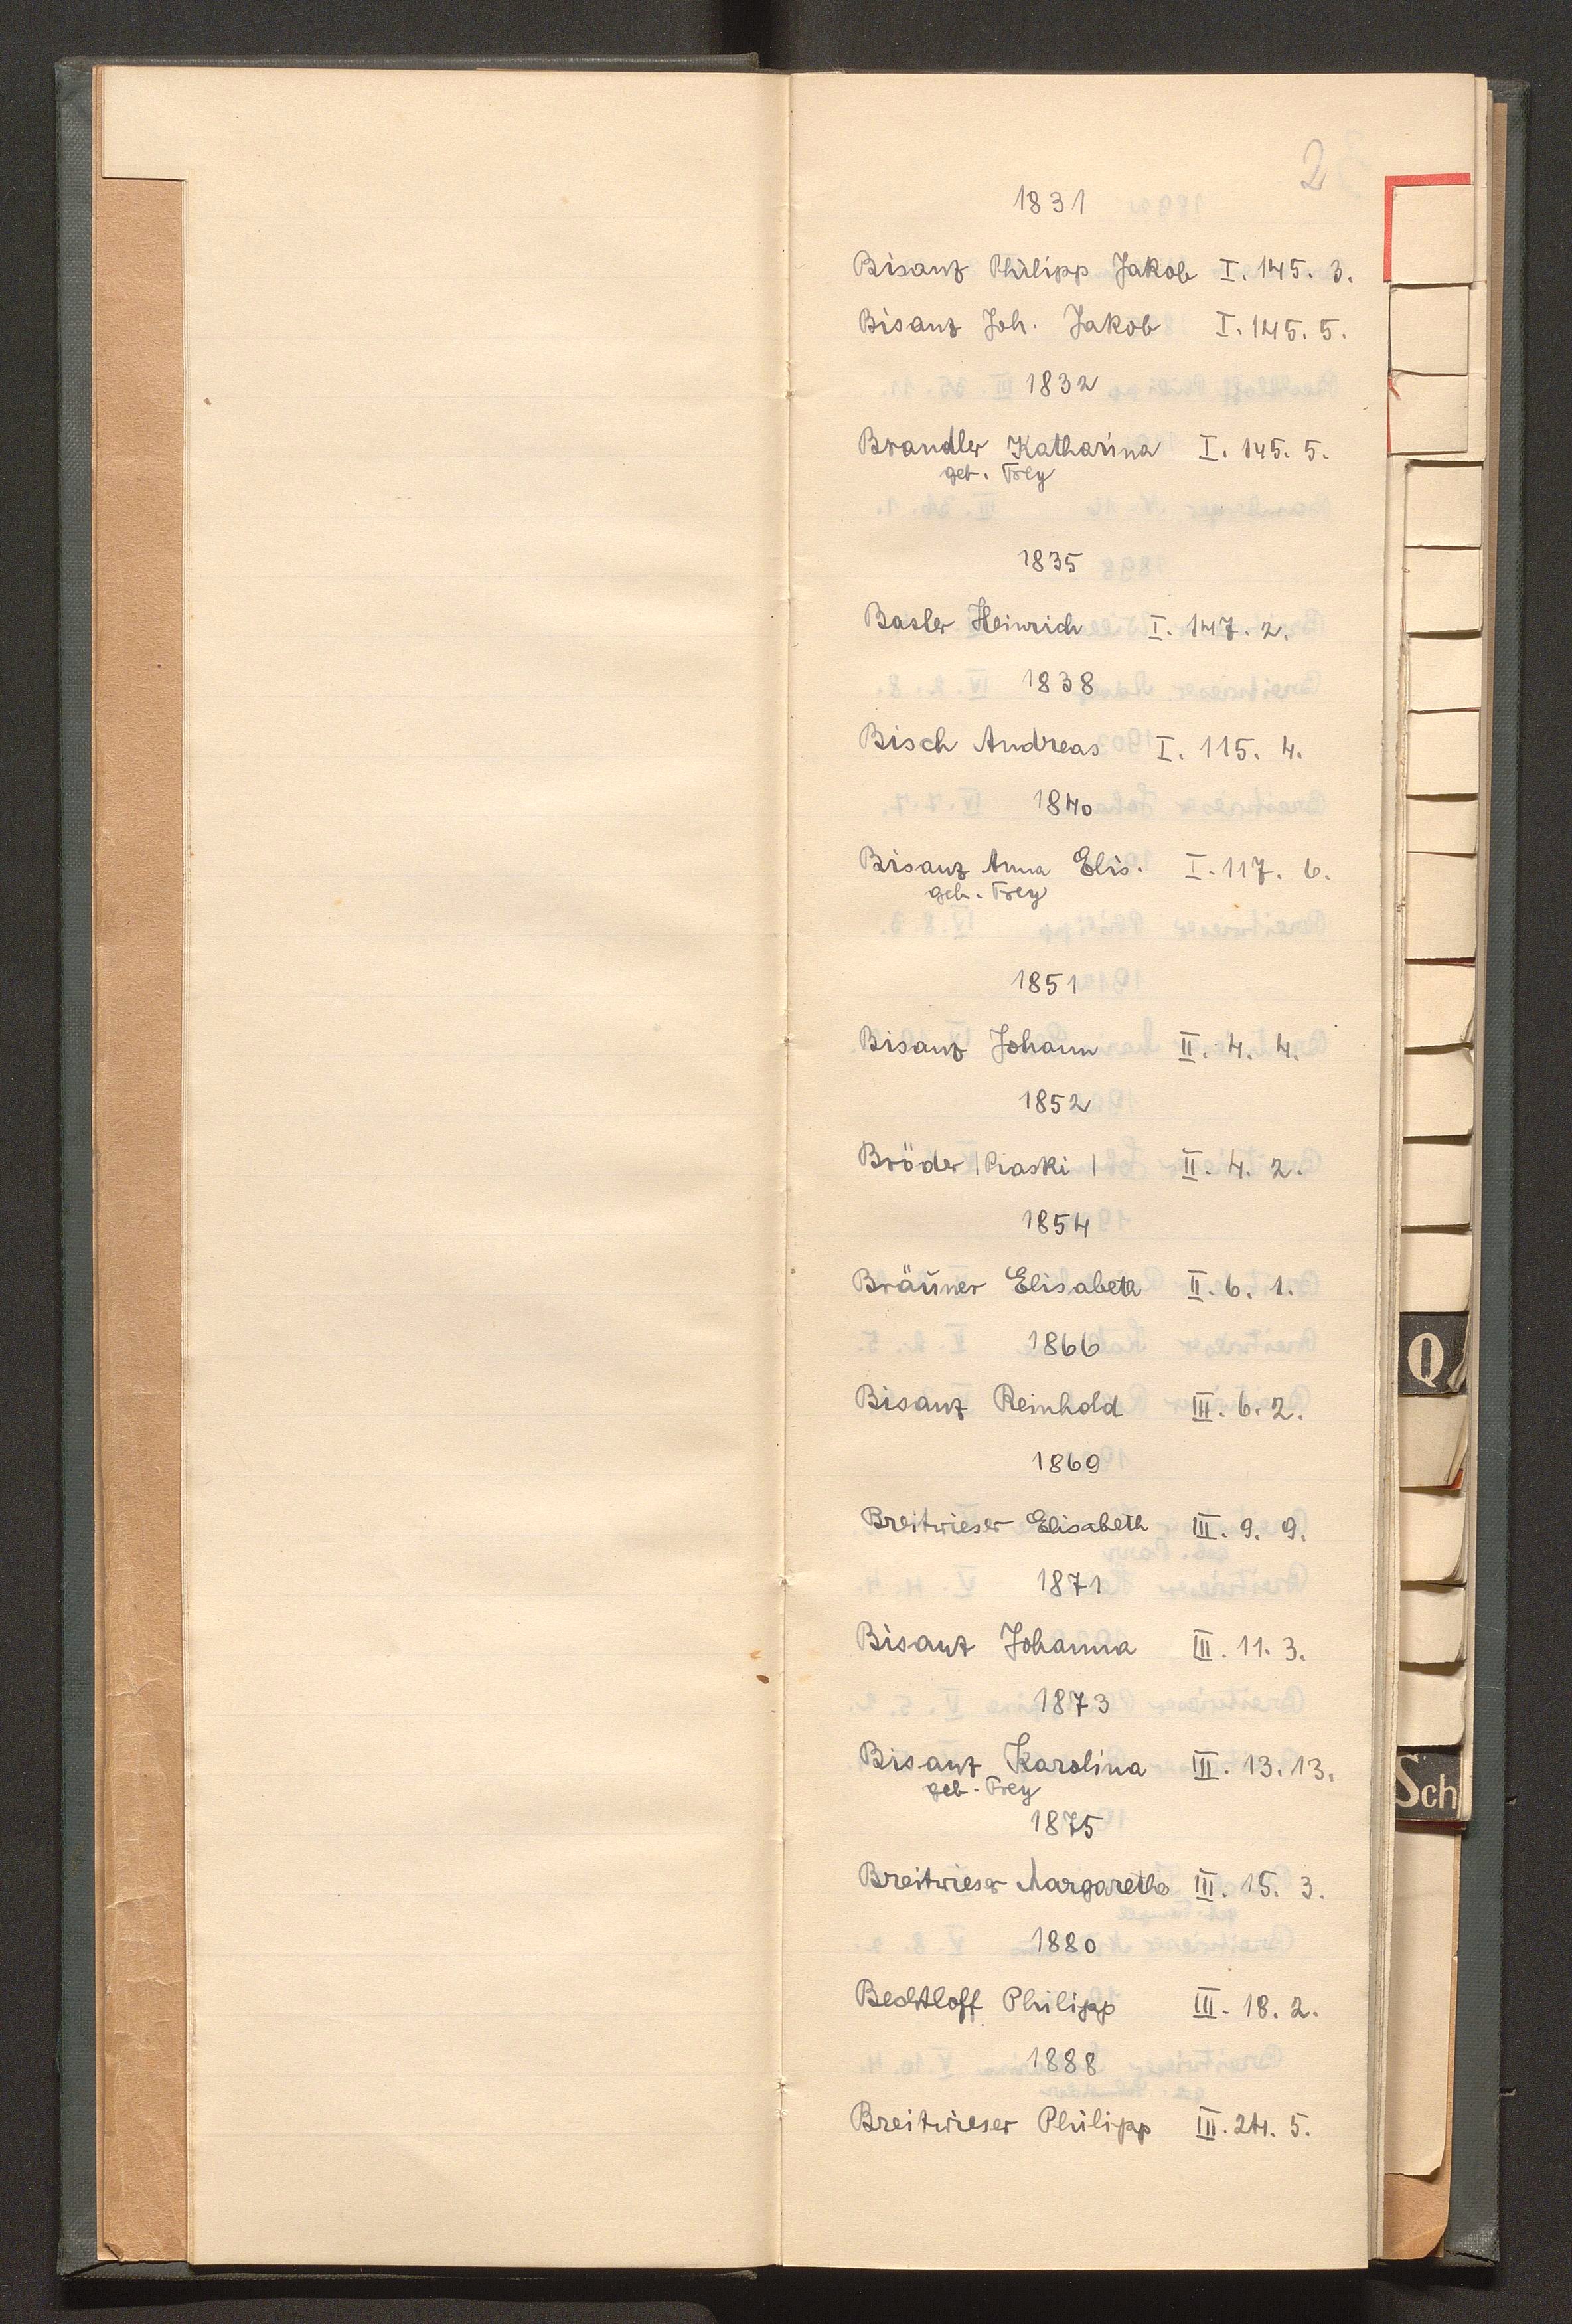 2
1831
Bisanz Philipp Jakob I. 145. 3.
Bisanz Joh. Jakob I. 145. 5.
1832
Brandler Katharina I. 145. 5.
geb. Frey
1835
Basler Heinrich I. 147. 2.
1838
Bisch Andreas I. 115. 4.
1840
Bisanz Anna Elis. I. 117. 6.
geb. Frey
1851
Bisanz Johann II. 4. 4.
1852
Bröder |Piaski| II. 4. 2.
1854
Bräuner Elisabeth II. 6. 1.
1866
Bisanz Reinhold III. 6. 2.
1869
Breitwieser Elisabeth III. 9. 9.
1871
Bisanz Johanna III. 11. 3.
1873
Bisanz Karolina III. 13. 13.
geb. Frey
1875
Breitwieser Margaretha III. 15. 3.
1880
Bechtloff Philipp III. 18. 2.
1888
Breitwieser Philipp III. 24. 5.
Q
Sch